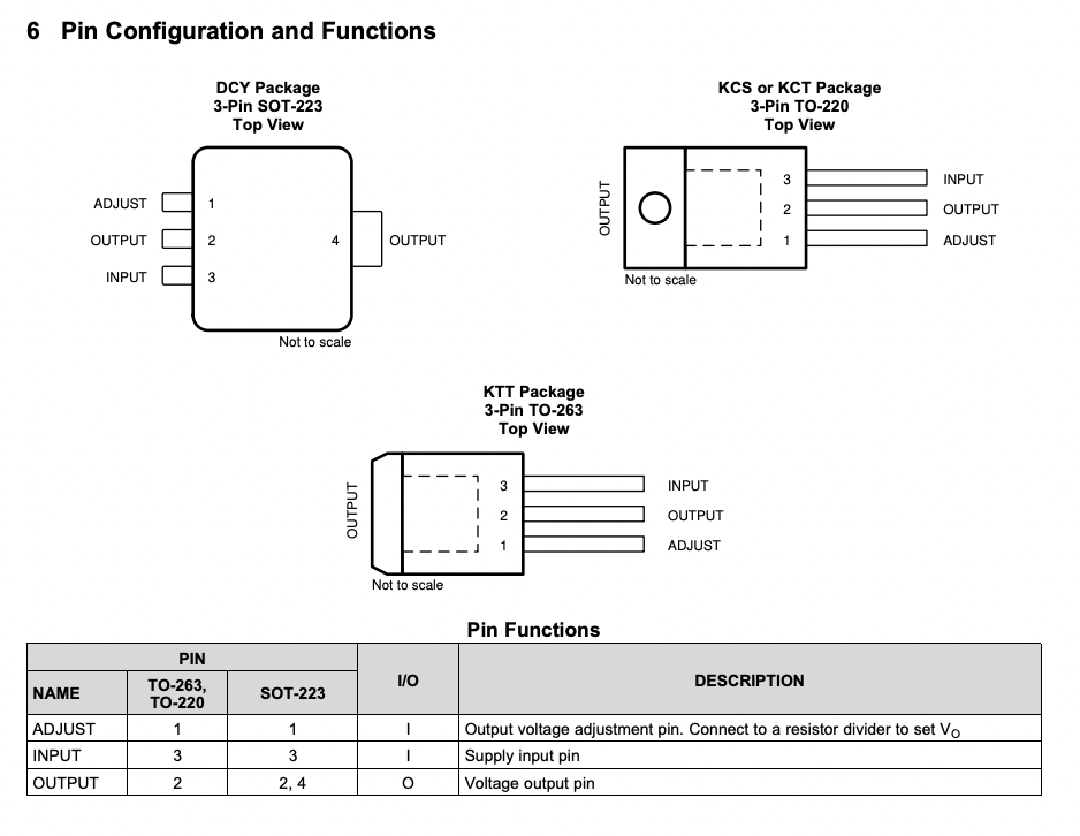 6 Pin Configuration and Functions
DCY Package
3-Pin SOT-223
Top View
ADJUST
OUTPUT
INPUT
1
2
3
4
OUTPUT
Not to scale
KCS or KCT Package
3-Pin TO-220
Top View
OUTPUT
3
2
1
INPUT
OUTPUT
ADJUST
Not to scale
KTT Package
3-Pin TO-263
Top View
OUTPUT
3
2
1
INPUT
OUTPUT
ADJUST
Not to scale
Pin Functions
PIN
I/O
DESCRIPTION
NAME
TO-263,
TO-220
SOT-223
ADJUST 1 1 I Output voltage adjustment pin. Connect to a resistor divider to set VO
INPUT 3 3 I Supply input pin
OUTPUT 2 2, 4 O Voltage output pin